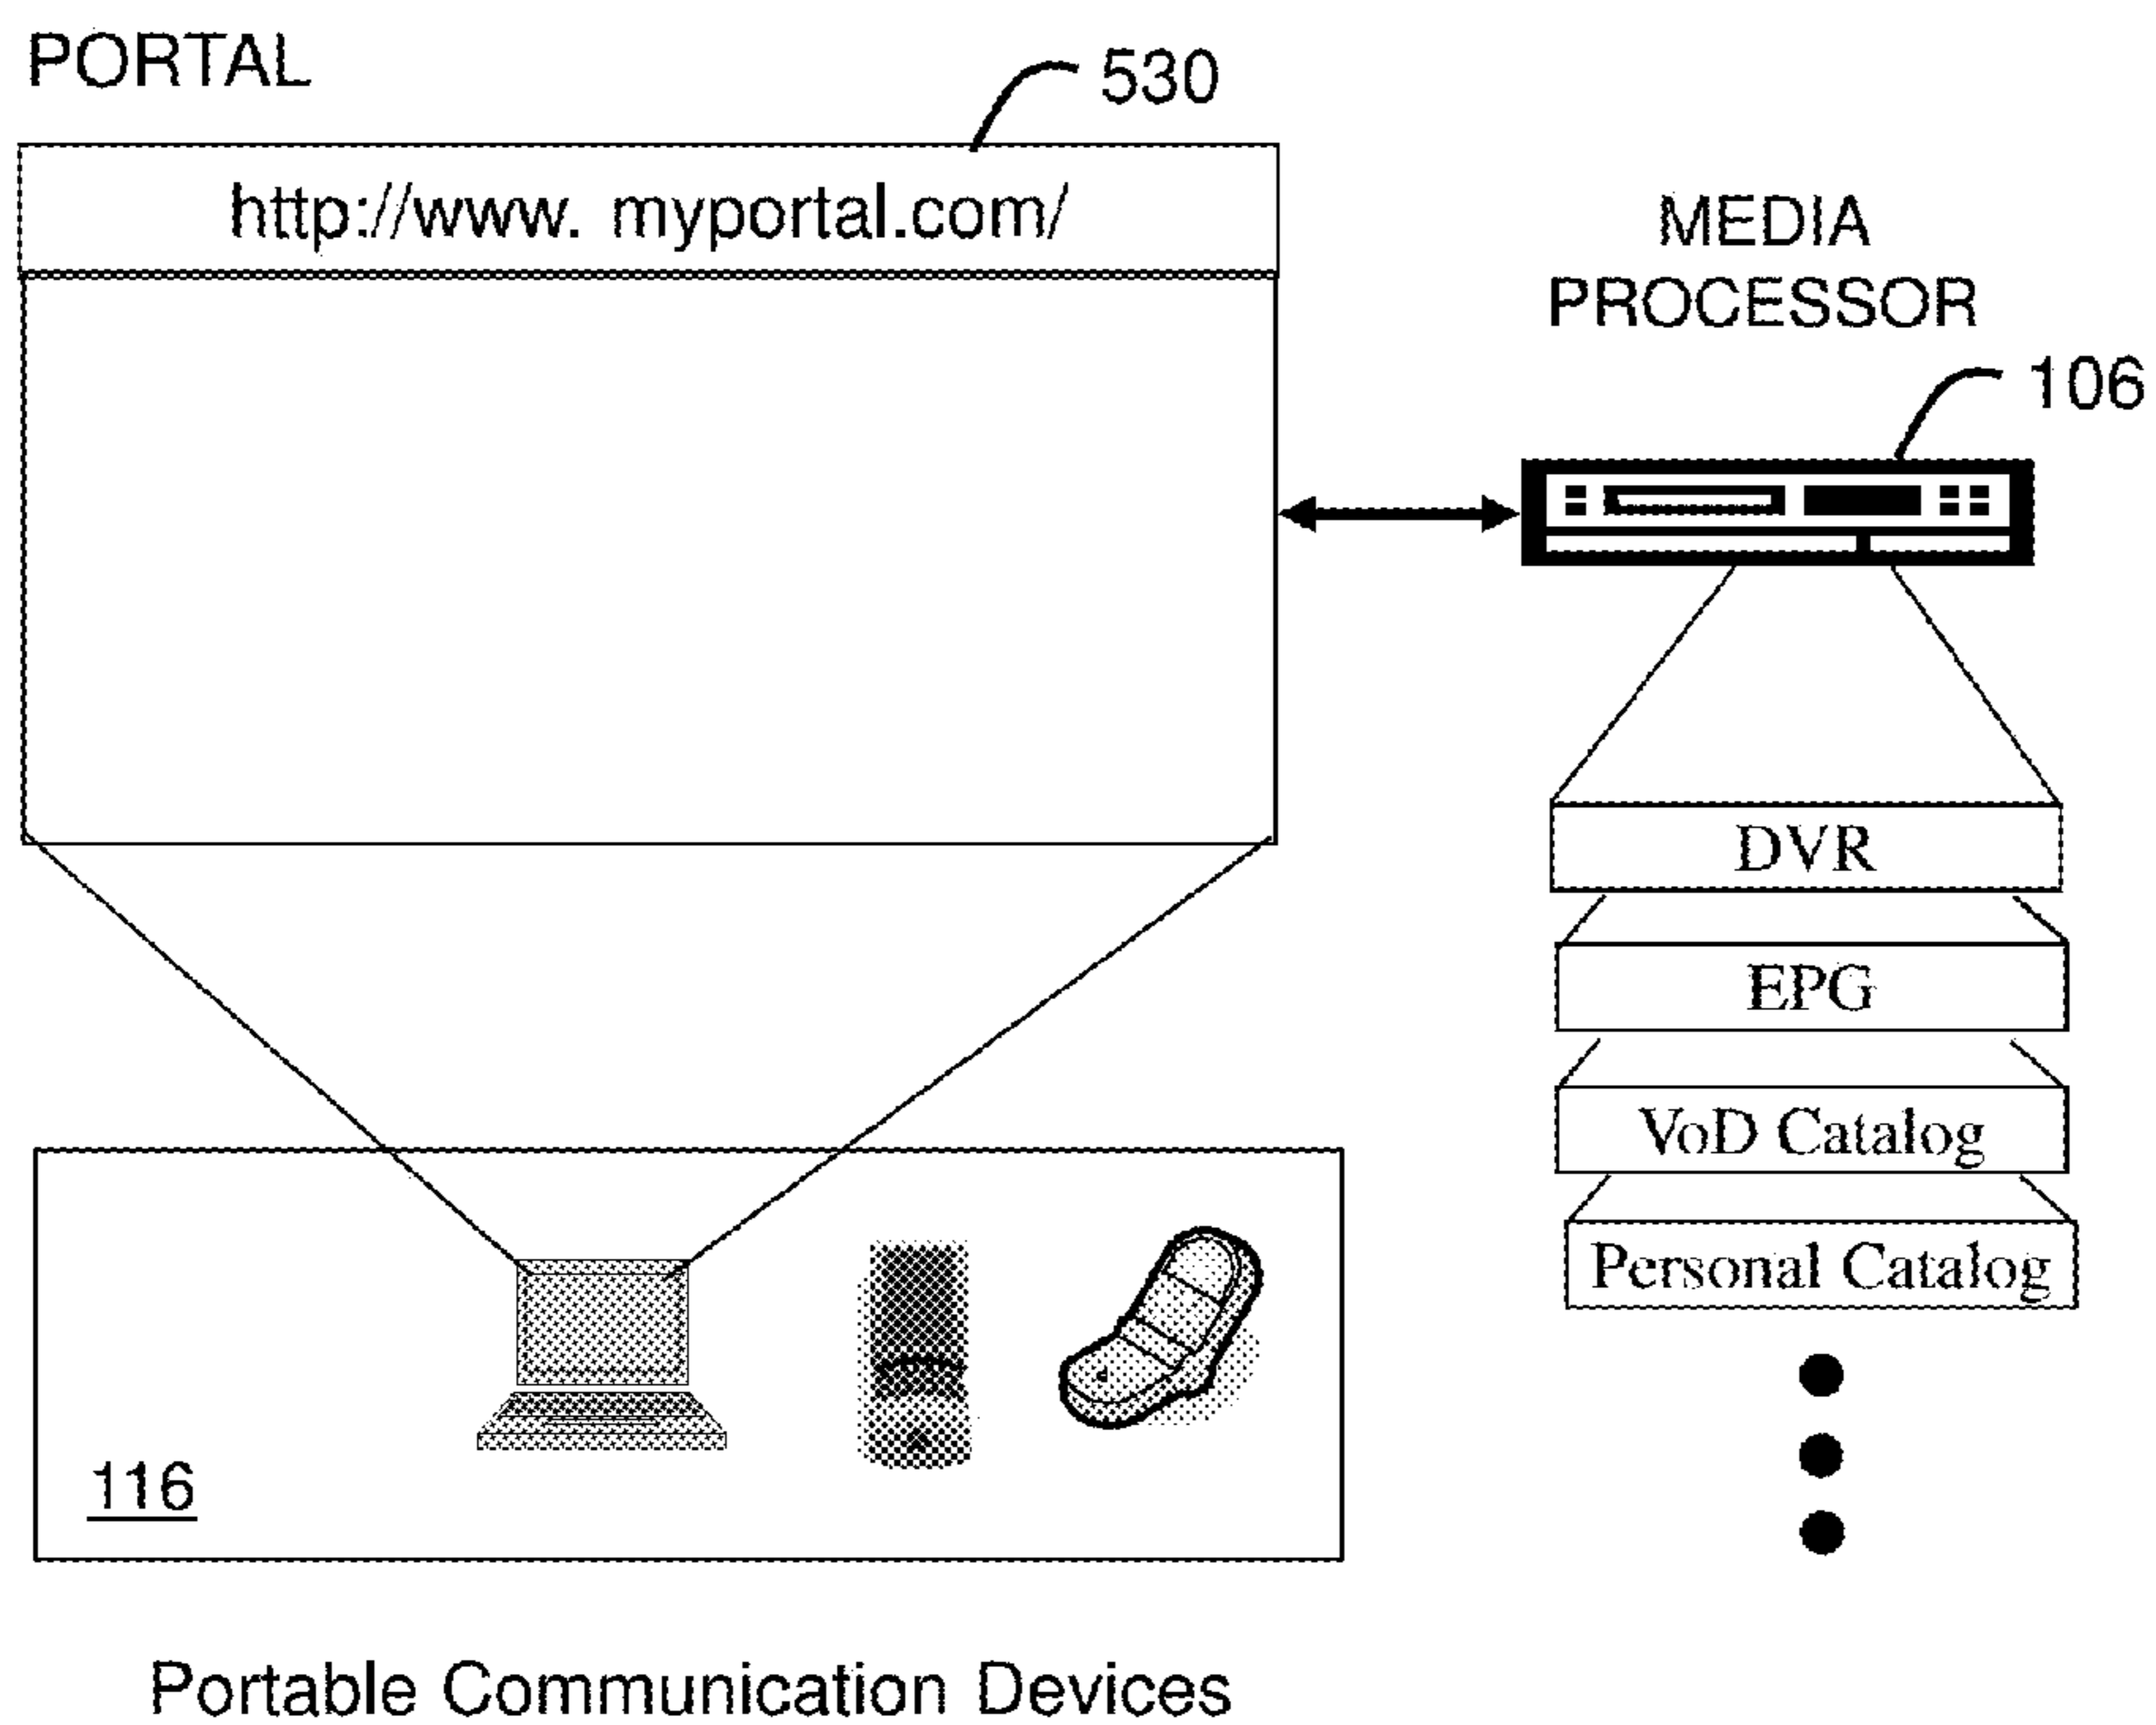 PORTAL
530
http://www. myportal.com/
MEDIA
PROCESSOR
106
DVR
EPG
VoD Catalog
Personal Catalog
116
Portable Communication Devices